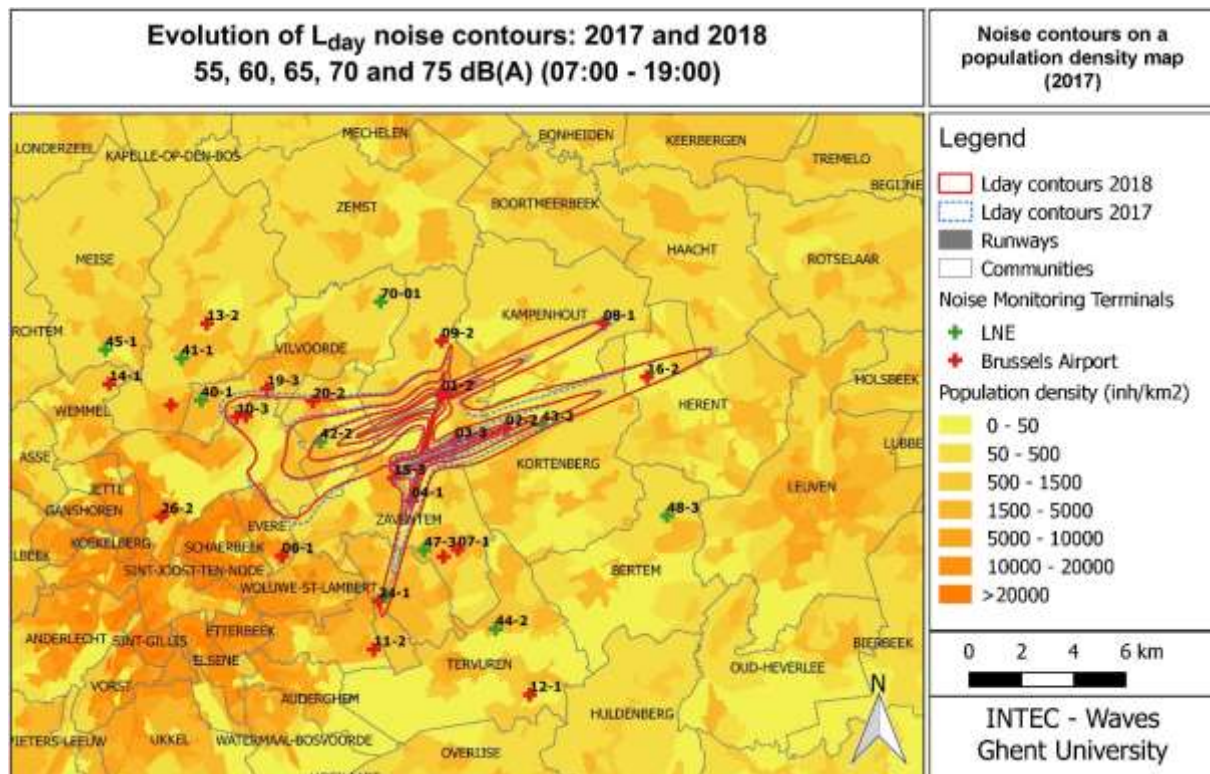 Evolution of Lday noise contours: 2017 and 2018
55, 60, 65, 70 and 75 dB(A) (07:00 - 19:00)
Noise contours on a
population density map
(2017)
LONDERZEEL
KAPELLE-OP-DEN-BOS
MECHELEN
BONHEIDEN
KEERBERGEN
TREMELO
BEGIJNE
ZEMST
BOORTMEERBEEK
HAACHT
ROTSELAAR
MEISE
70-01
KAMPENHOUT
08-1
13-2
RCHTEM
45-1
41-1
VILVOORDE
09-2
14-1
19-3
01-2
16-2
HOLSBEEK
WEMMEL
40-1
20-2
10-3
HERENT
42-2
03-3
02-2
43-2
LUBBE
ASSE
15-3
KORTENBERG
JETTE
04-1
LEUVEN
GANSHOREN
26-2
EVERE
ZAVENTEM
48-3
KOEKELBERG
SCHAERBEEK
06-1
47-3
07-1
ELBEEK
SINT-JOOST-TEN-NODE
BERTEM
WOLUWE-ST-LAMBERT
24-1
ANDERLECHT
SINT-GILLIS
ETTERBEEK
44-2
BIERBEEK
ELSENE
11-2
TERVUREN
OUD-HEVERLEE
VORST
AUDERGHEM
12-1
HULDENBERG
N
PIETERS-LEEUW
UKKEL
WATERMAAL-BOSVOORDE
OVERIJSE
Legend
Lday contours 2018
Lday contours 2017
Runways
Communities
Noise Monitoring Terminals
LNE
Brussels Airport
Population density (inh/km2)
0 - 50
50 - 500
500 - 1500
1500 - 5000
5000 - 10000
10000 - 20000
>20000
0 2 4 6 km
INTEC - Waves
Ghent University